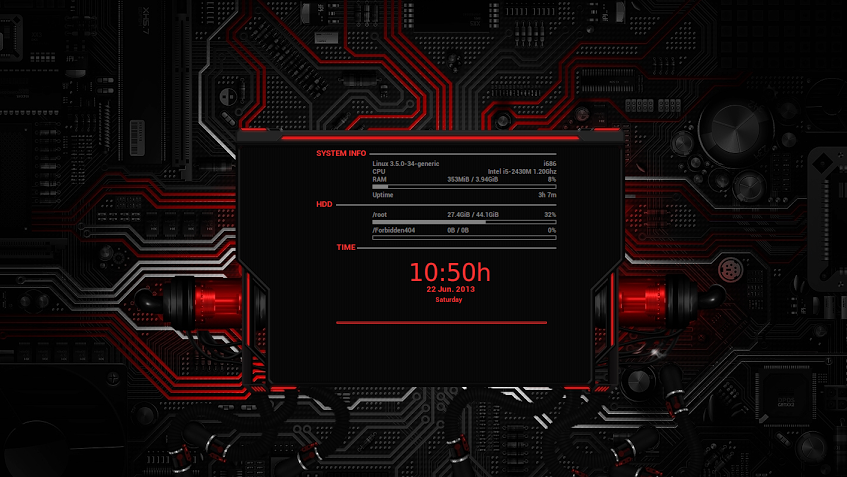 SYSTEM INFO
Linux 3.5.0-34-generic i686
CPU Intel i5-2430M 1.20Ghz
RAM 353MiB / 3.94GiB 8%
Uptime 3h 7m
HDD
/root 27.4GiB / 44.1GiB 32%
/Forbidden404 0B / 0B 0%
TIME
10:50h
22 Jun. 2013
Saturday